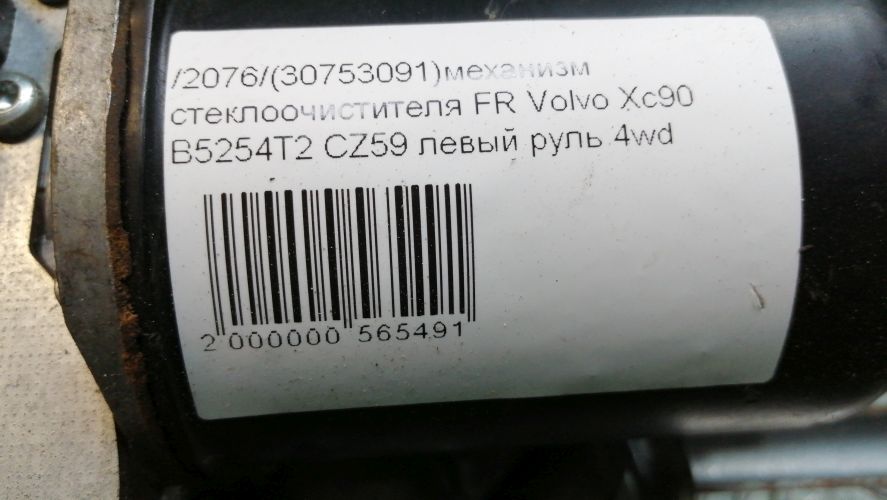 /2076/(30753091)механизм
стеклоочистителя FR Volvo Xc90
B5254T2 CZ59 левый руль 4wd
2 000000 565491